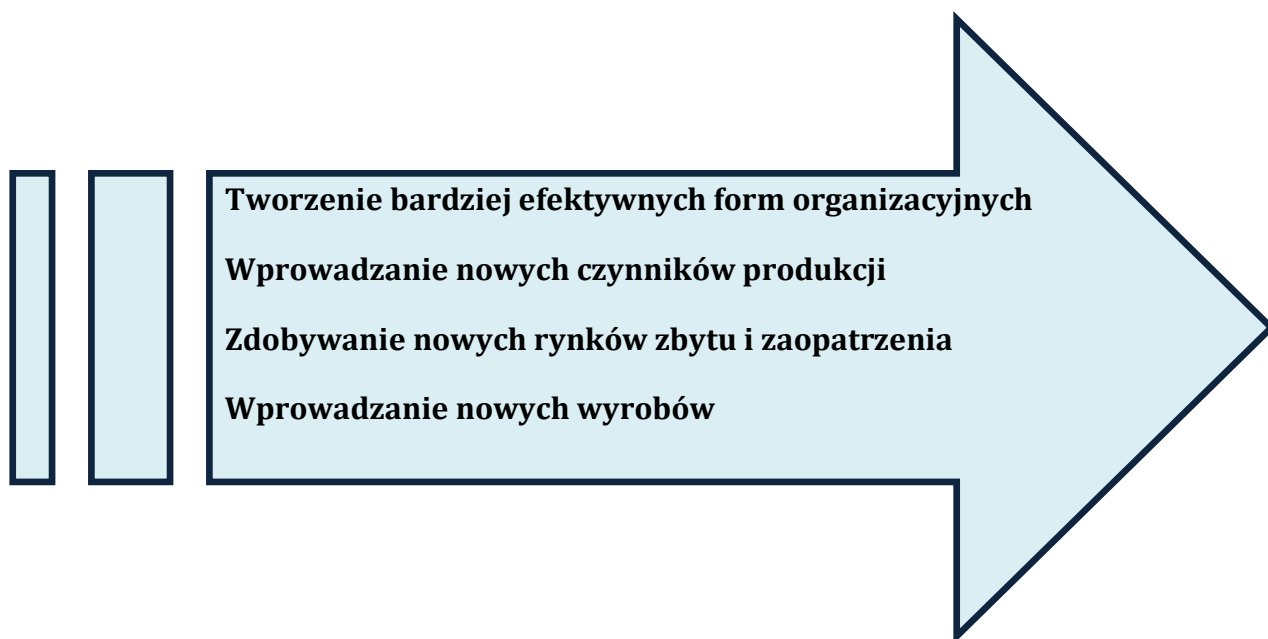 Tworzenie bardziej efektywnych form organizacyjnych
Wprowadzanie nowych czynników produkcji
Zdobywanie nowych rynków zbytu i zaopatrzenia
Wprowadzanie nowych wyrobów